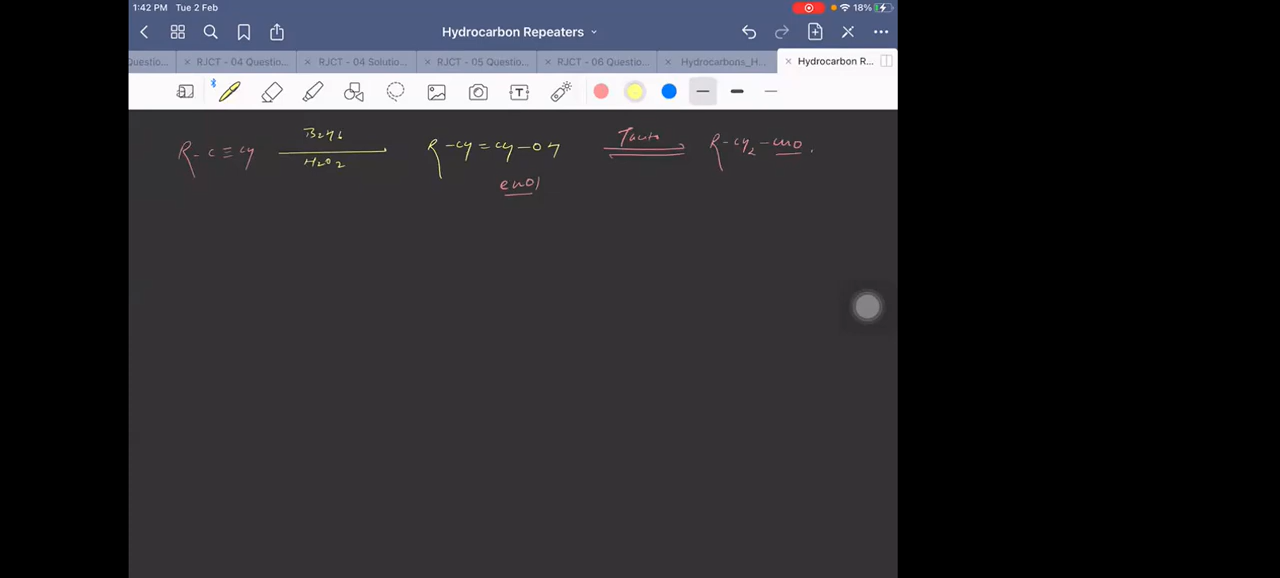 1:42 PM Tue 2 Feb
18%
Hydrocarbon Repeaters
Questio...
RJCT - 04 Questio...
RJCT - 04 Solutio...
RJCT - 05 Questio...
RJCT - 06 Questio...
Hydrocarbons_H...
Hydrocarbon R...
T
R-C≡CH B2H6 H2O2 R-CH=CH-OH Tauto R-CH2-CHO.
enol